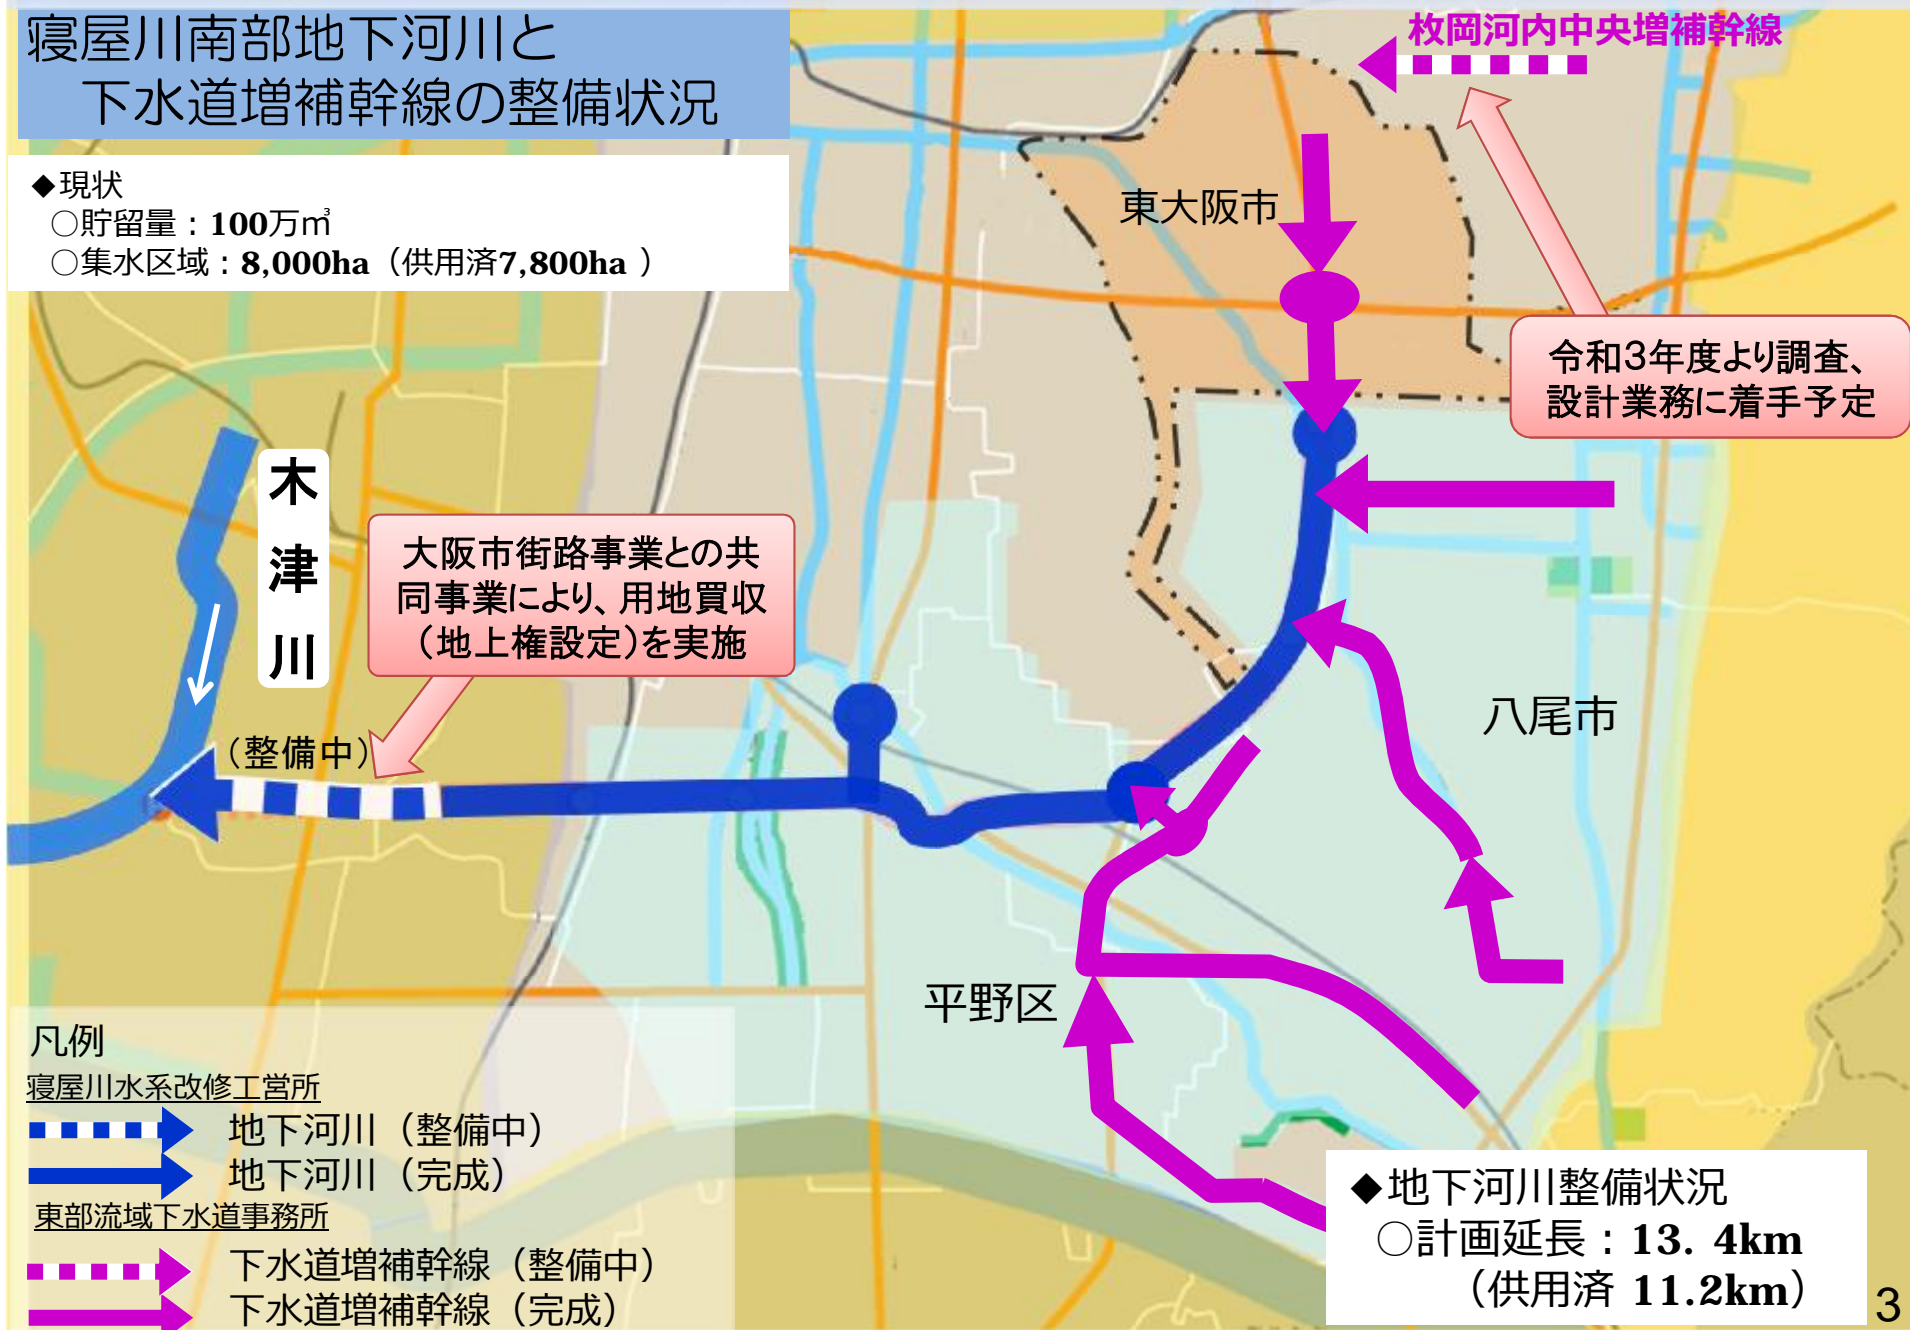 寝屋川南部地下河川と
下水道増補幹線の整備状況
◆現状
○貯留量：100万㎥
○集水区域：8,000ha（供用済7,800ha ）
枚岡河内中央増補幹線
東大阪市
令和３年度より調査、
設計業務に着手予定
木
津
川
大阪市街路事業との共
同事業により、用地買収
（地上権設定）を実施
（整備中）
八尾市
平野区
凡例
寝屋川水系改修工営所
地下河川（整備中）
地下河川（完成）
東部流域下水道事務所
下水道増補幹線（整備中）
下水道増補幹線（完成）
◆地下河川整備状況
○計画延長：13. 4km
（供用済 11.2km）
3